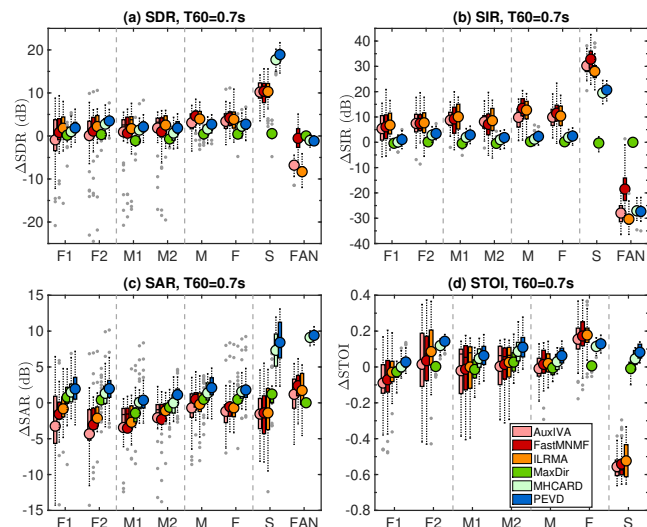 (a) SDR, T60=0.7s
(b) SIR, T60=0.7s
ΔSDR (dB)
20
10
0
-10
-20
F1 F2 M1 M2 M F S FAN
ΔSIR (dB)
40
30
20
10
0
-10
-20
-30
-40
F1 F2 M1 M2 M F S FAN
(c) SAR, T60=0.7s
(d) STOI, T60=0.7s
ΔSAR (dB)
15
10
5
0
-5
-10
-15
F1 F2 M1 M2 M F S FAN
ΔSTOI
0.4
0.2
0
-0.2
-0.4
-0.6
-0.8
F1 F2 M1 M2 M F S
AuxIVA
FastMNMF
ILRMA
MaxDir
MHCARD
PEVD